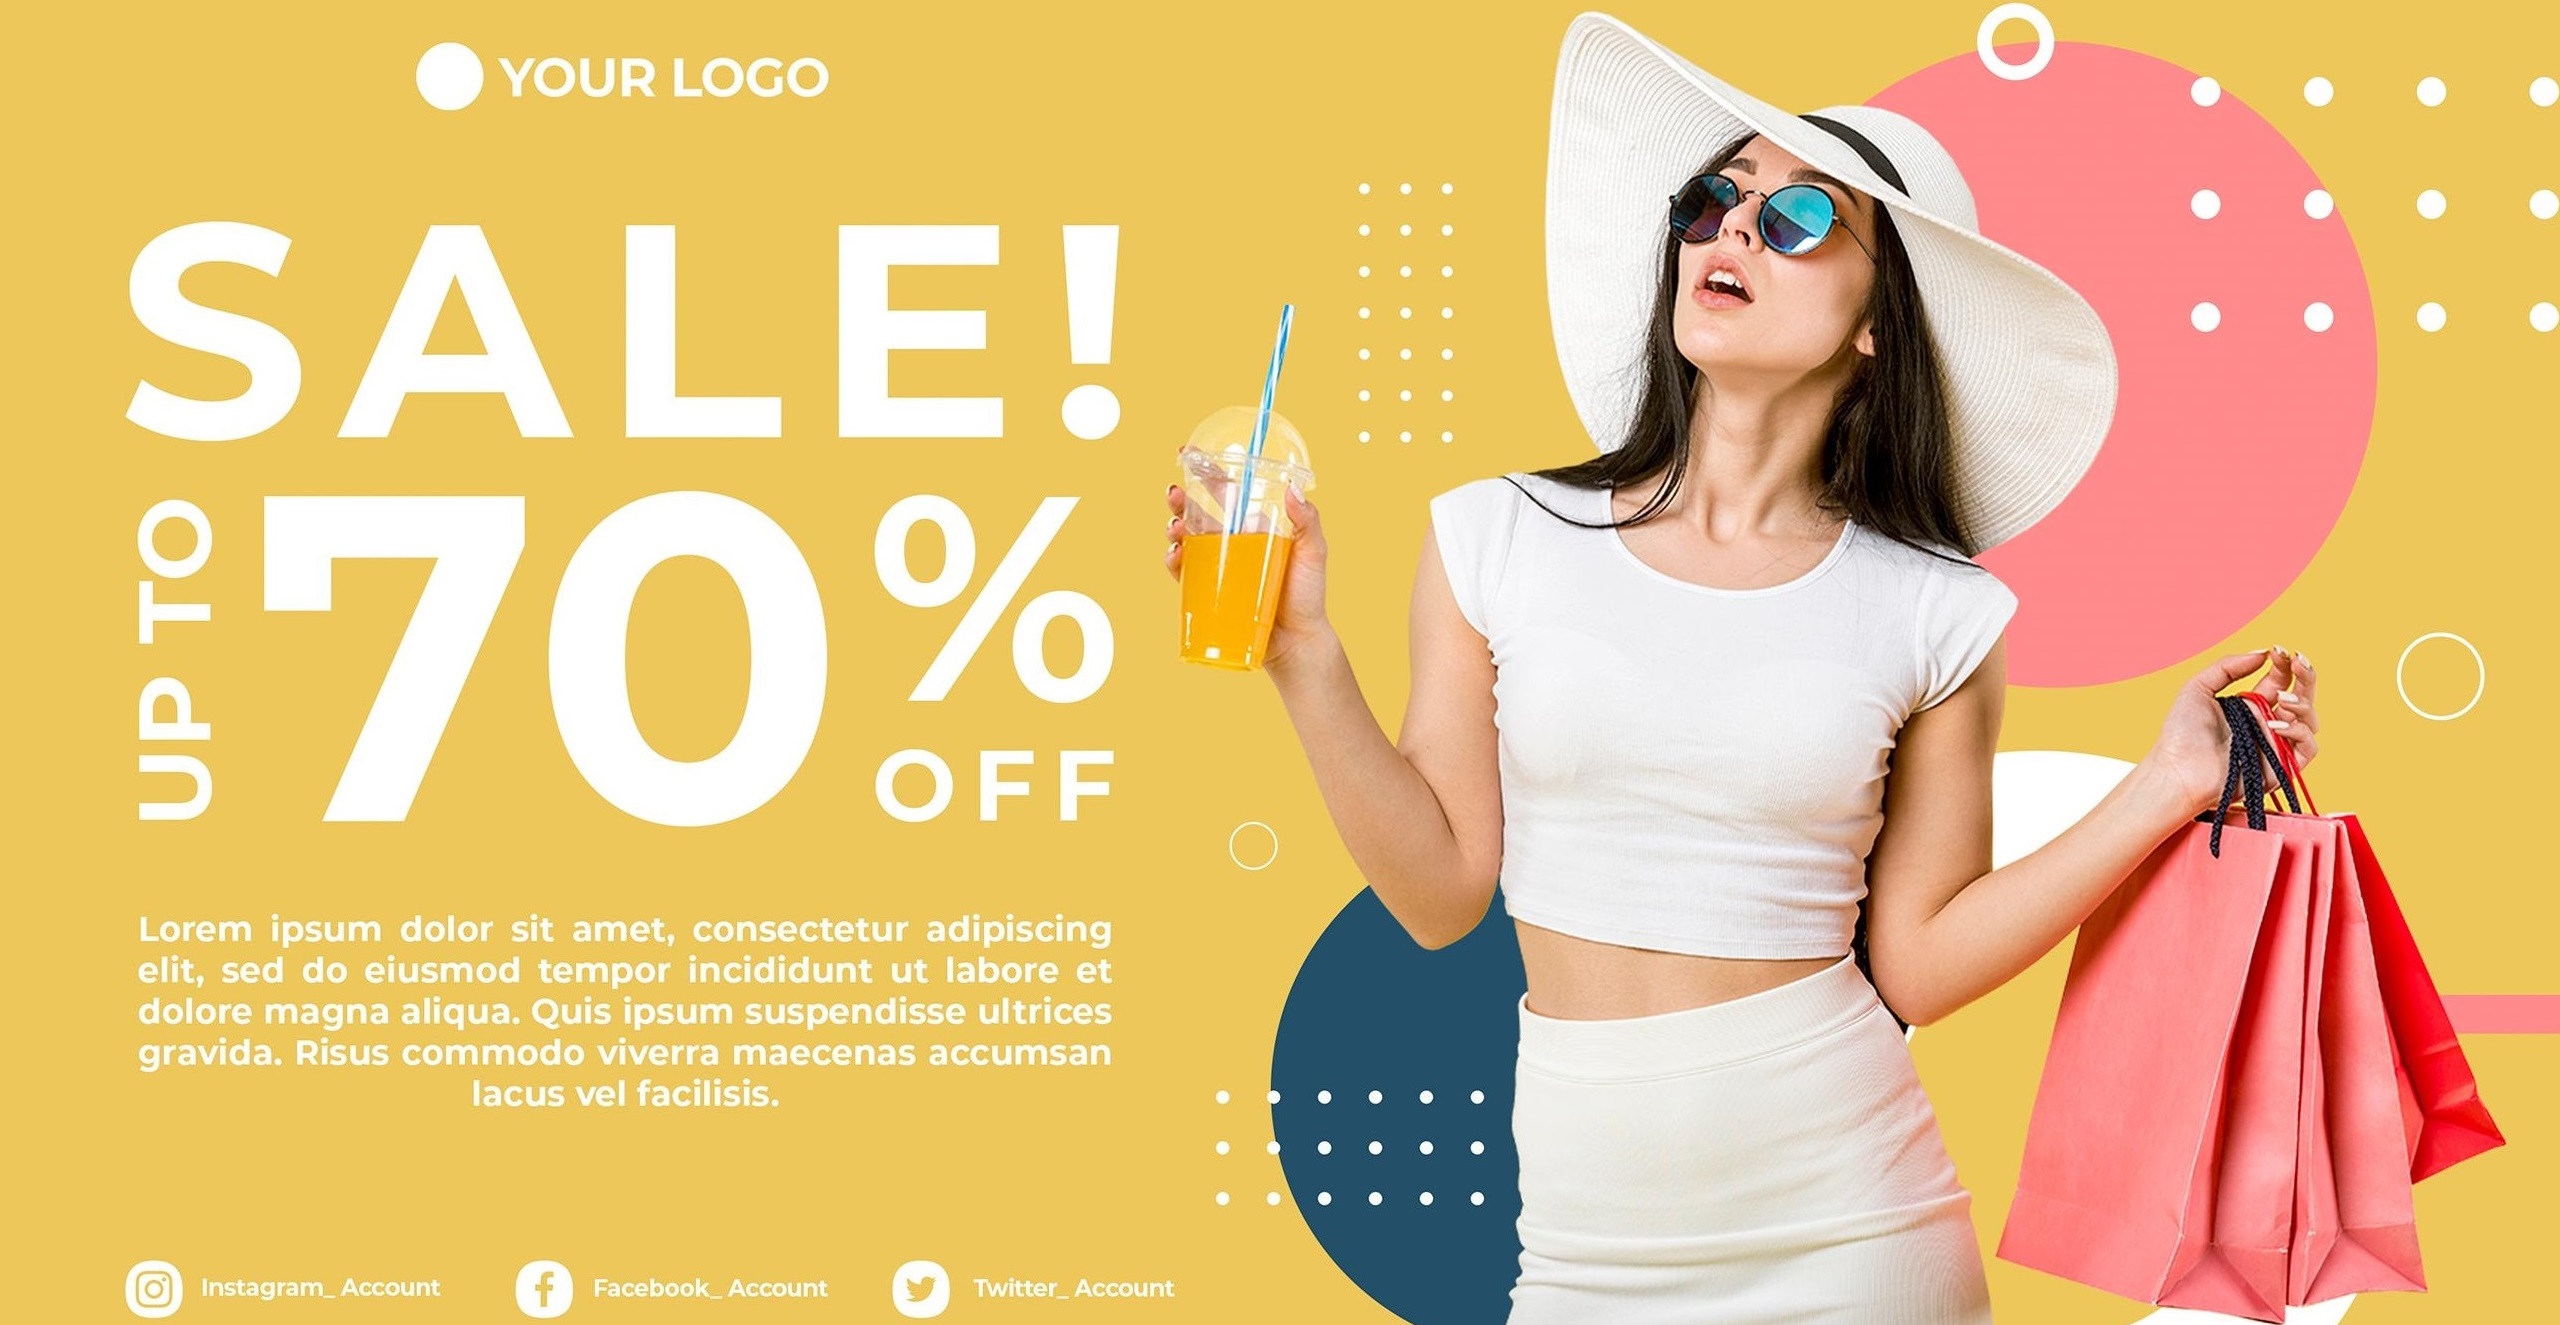 YOUR LOGO
SALE!
UP TO
70%
OFF
Lorem ipsum dolor sit amet, consectetur adipiscing
elit, sed do eiusmod tempor incididunt ut labore et
dolore magna aliqua. Quis ipsum suspendisse ultrices
gravida. Risus commodo viverra maecenas accumsan
lacus vel facilisis.
Instagram_ Account
Facebook_ Account
Twitter_ Account